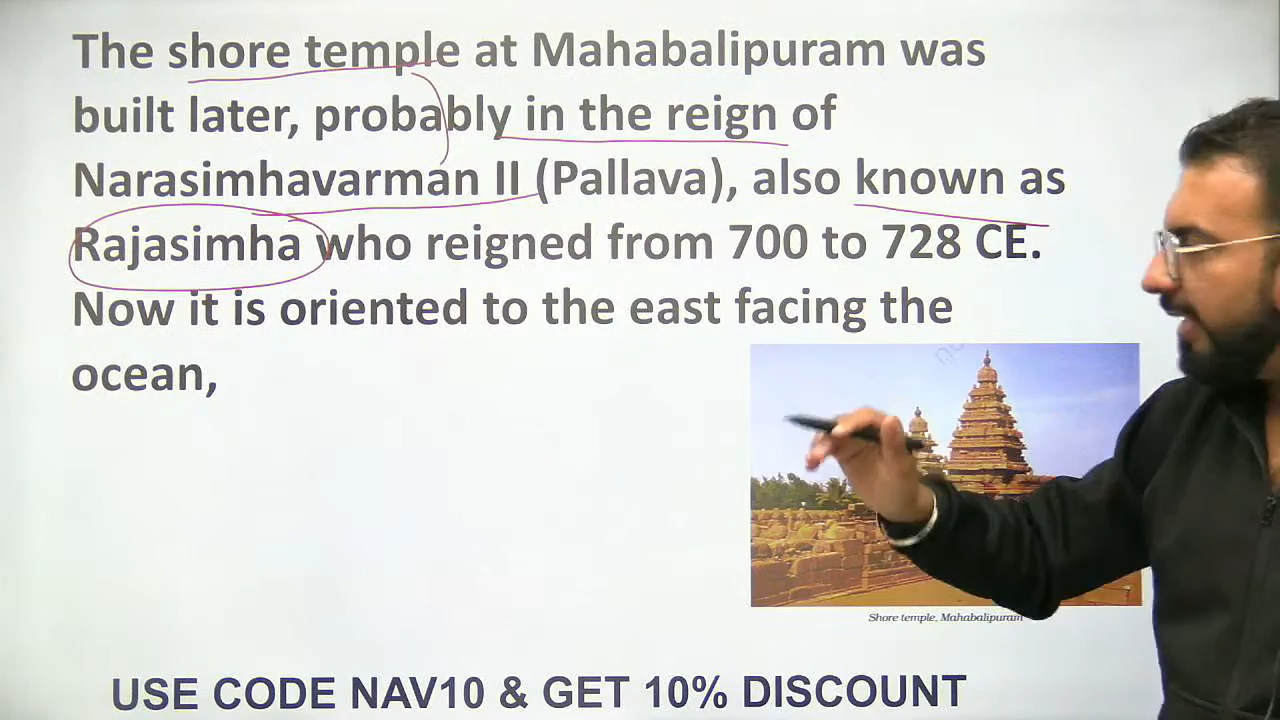 The shore temple at Mahabalipuram was
built later, probably in the reign of
Narasimhavarman II (Pallava), also known as
Rajasimha who reigned from 700 to 728 CE.
Now it is oriented to the east facing the
ocean,
Shore temple, Mahabalipuram
USE CODE NAV10 & GET 10% DISCOUNT